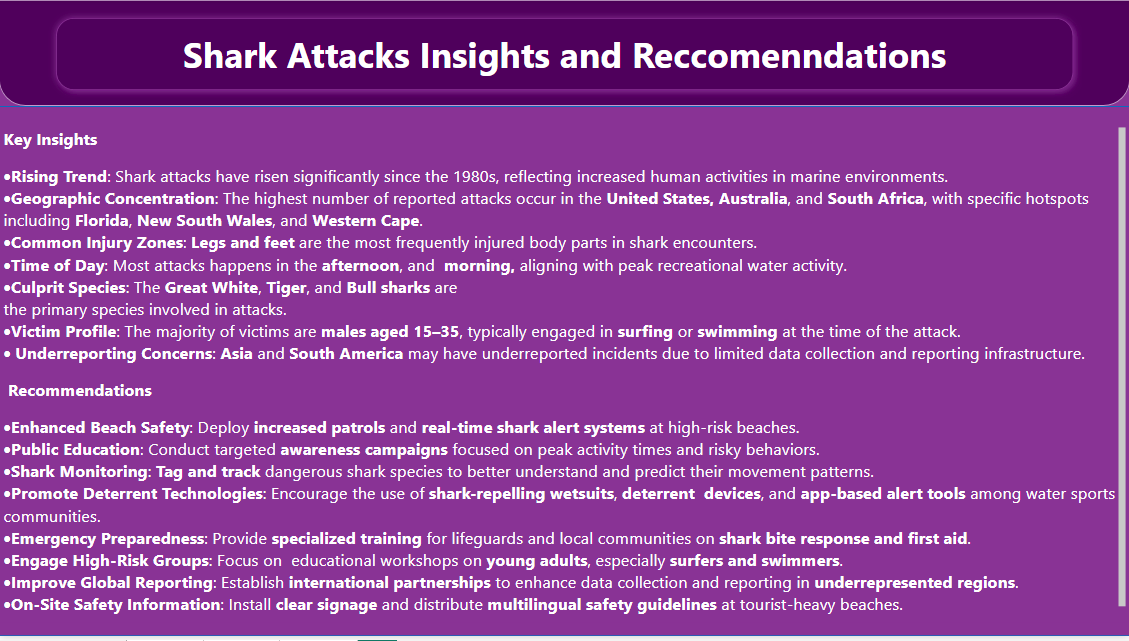 Shark Attacks Insights and Reccomenndations
Key Insights
•Rising Trend: Shark attacks have risen significantly since the 1980s, reflecting increased human activities in marine environments.
•Geographic Concentration: The highest number of reported attacks occur in the United States, Australia, and South Africa, with specific hotspots
including Florida, New South Wales, and Western Cape.
•Common Injury Zones: Legs and feet are the most frequently injured body parts in shark encounters.
•Time of Day: Most attacks happens in the afternoon, and  morning, aligning with peak recreational water activity.
•Culprit Species: The Great White, Tiger, and Bull sharks are
the primary species involved in attacks.
•Victim Profile: The majority of victims are males aged 15–35, typically engaged in surfing or swimming at the time of the attack.
• Underreporting Concerns: Asia and South America may have underreported incidents due to limited data collection and reporting infrastructure.
Recommendations
•Enhanced Beach Safety: Deploy increased patrols and real-time shark alert systems at high-risk beaches.
•Public Education: Conduct targeted awareness campaigns focused on peak activity times and risky behaviors.
•Shark Monitoring: Tag and track dangerous shark species to better understand and predict their movement patterns.
•Promote Deterrent Technologies: Encourage the use of shark-repelling wetsuits, deterrent  devices, and app-based alert tools among water sports
communities.
•Emergency Preparedness: Provide specialized training for lifeguards and local communities on shark bite response and first aid.
•Engage High-Risk Groups: Focus on  educational workshops on young adults, especially surfers and swimmers.
•Improve Global Reporting: Establish international partnerships to enhance data collection and reporting in underrepresented regions.
•On-Site Safety Information: Install clear signage and distribute multilingual safety guidelines at tourist-heavy beaches.